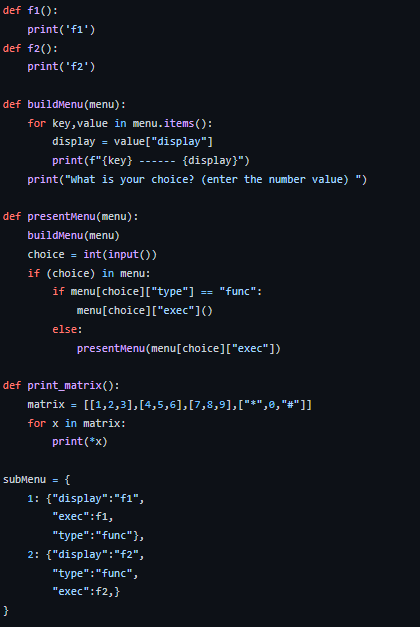 def f1():
    print('f1')
def f2():
    print('f2')

def buildMenu(menu):
    for key,value in menu.items():
        display = value["display"]
        print(f"{key} ------ {display}")
    print("What is your choice? (enter the number value) ")

def presentMenu(menu):
    buildMenu(menu)
    choice = int(input())
    if (choice) in menu:
        if menu[choice]["type"] == "func":
            menu[choice]["exec"]()
        else:
            presentMenu(menu[choice]["exec"])

def print_matrix():
    matrix = [[1,2,3],[4,5,6],[7,8,9],["*",0,"#"]]
    for x in matrix:
        print(*x)

subMenu = {
    1: {"display":"f1",
        "exec":f1,
        "type":"func"},
    2: {"display":"f2",
        "type":"func",
        "exec":f2,}
}